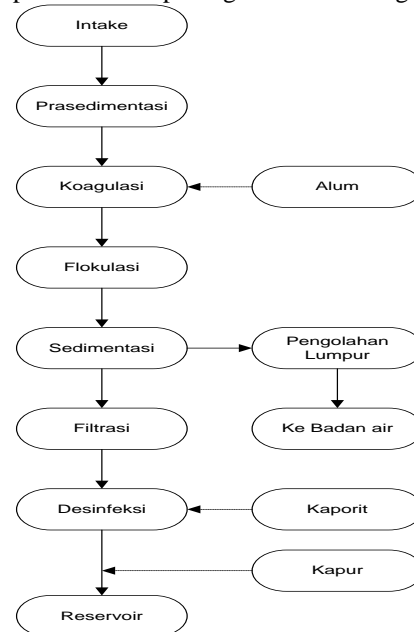 Intake
Prasedimentasi
Koagulasi
Alum
Flokulasi
Sedimentasi
Pengolahan
Lumpur
Filtrasi
Ke Badan air
Desinfeksi
Kaporit
Kapur
Reservoir